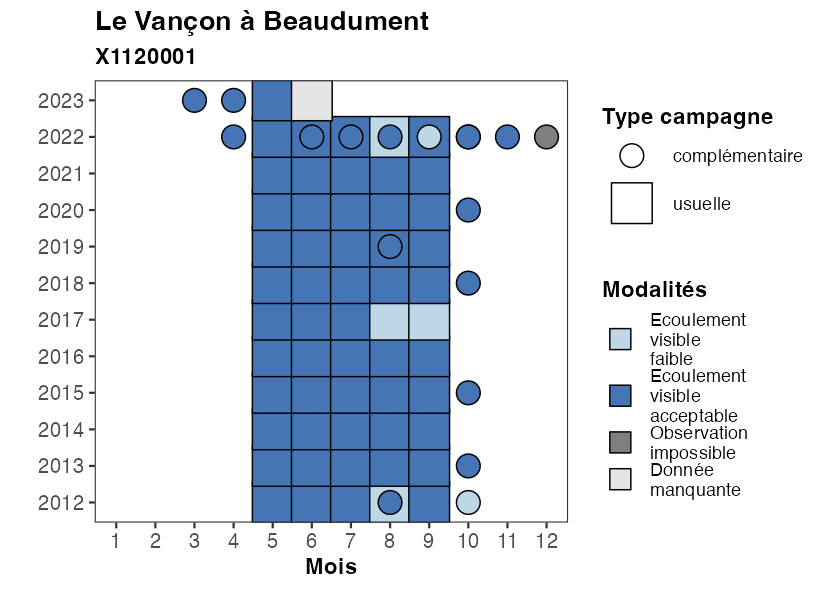 Le Vançon à Beaudument
X1120001
2023
2022
2021
2020
2019
2018
2017
2016
2015
2014
2013
2012
1 2 3 4 5 6 7 8 9 10 11 12
Mois
Type campagne
complémentaire
usuelle
Modalités
Ecoulement
visible
faible
Ecoulement
visible
acceptable
Observation
impossible
Donnée
manquante